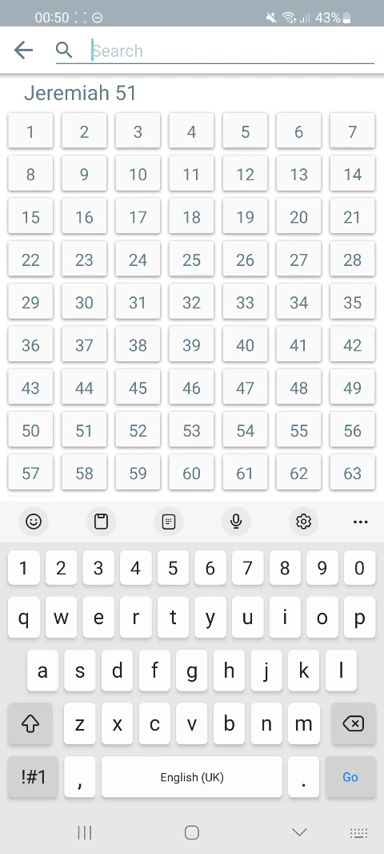 00:50 43%
Search
Jeremiah 51
1 2 3 4 5 6 7
8 9 10 11 12 13 14
15 16 17 18 19 20 21
22 23 24 25 26 27 28
29 30 31 32 33 34 35
36 37 38 39 40 41 42
43 44 45 46 47 48 49
50 51 52 53 54 55 56
57 58 59 60 61 62 63
1 2 3 4 5 6 7 8 9 0
q w e r t y u i o p
a s d f g h j k l
z x c v b n m
!#1 , English (UK) . Go